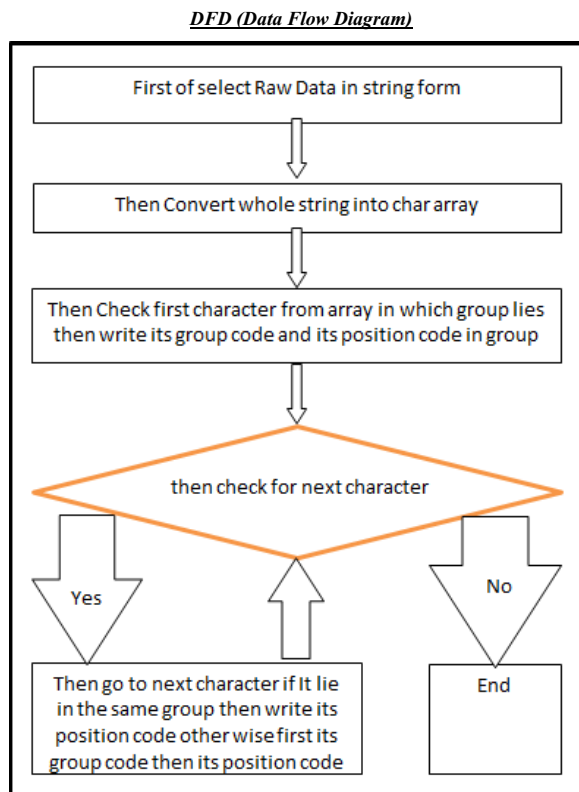 DFD (Data Flow Diagram)
First of select Raw Data in string form
Then Convert whole string into char array
Then Check first character from array in which group lies
then write its group code and its position code in group
then check for next character
Yes
No
Then go to next character if It lie
in the same group then write its
position code other wise first its
group code then its position code
End